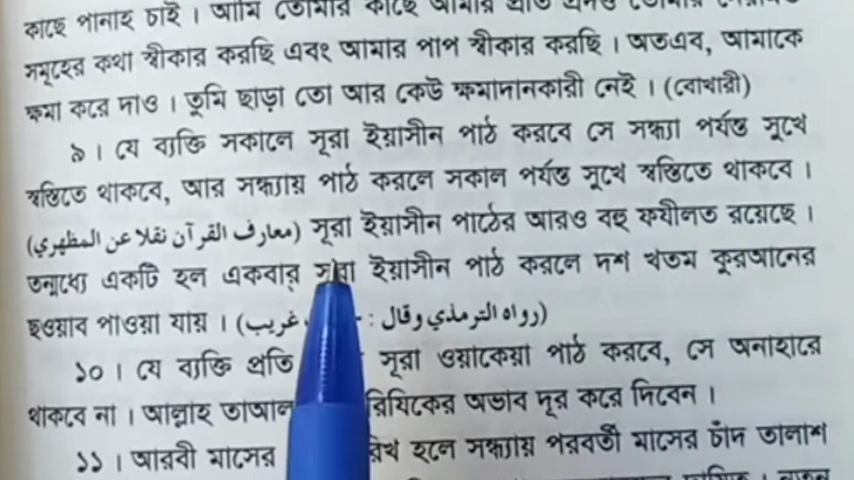 কাছে পানাহ চাই । আমি তোমার কাছে আমার প্রতি
সমূহের কথা স্বীকার করছি এবং আমার পাপ স্বীকার করছি । অতএব, আমাকে
ক্ষমা করে দাও । তুমি ছাড়া তো আর কেউ ক্ষমাদানকারী নেই । (বোখারী)
৯ । যে ব্যক্তি সকালে সূরা ইয়াসীন পাঠ করবে সে সন্ধ্যা পর্যন্ত সুখে
স্বস্তিতে থাকবে, আর সন্ধ্যায় পাঠ করলে সকাল পর্যন্ত সুখে স্বস্তিতে থাকবে ।
(معارف القرآن نقلا عن المظهري) সূরা ইয়াসীন পাঠের আরও বহু ফযীলত রয়েছে ।
তন্মধ্যে একটি হল একবার সূরা ইয়াসীন পাঠ করলে দশ খতম কুরআনের
ছওয়াব পাওয়া যায় । (رواه الترمذي وقال : غريب)
১০ । যে ব্যক্তি প্রতি সূরা ওয়াকেয়া পাঠ করবে, সে অনাহারে
থাকবে না । আল্লাহ রিযিকের অভাব দূর করে দিবেন ।
১১ । আরবী মাসের হলে সন্ধ্যায় পরবর্তী মাসের চাঁদ তালাশ